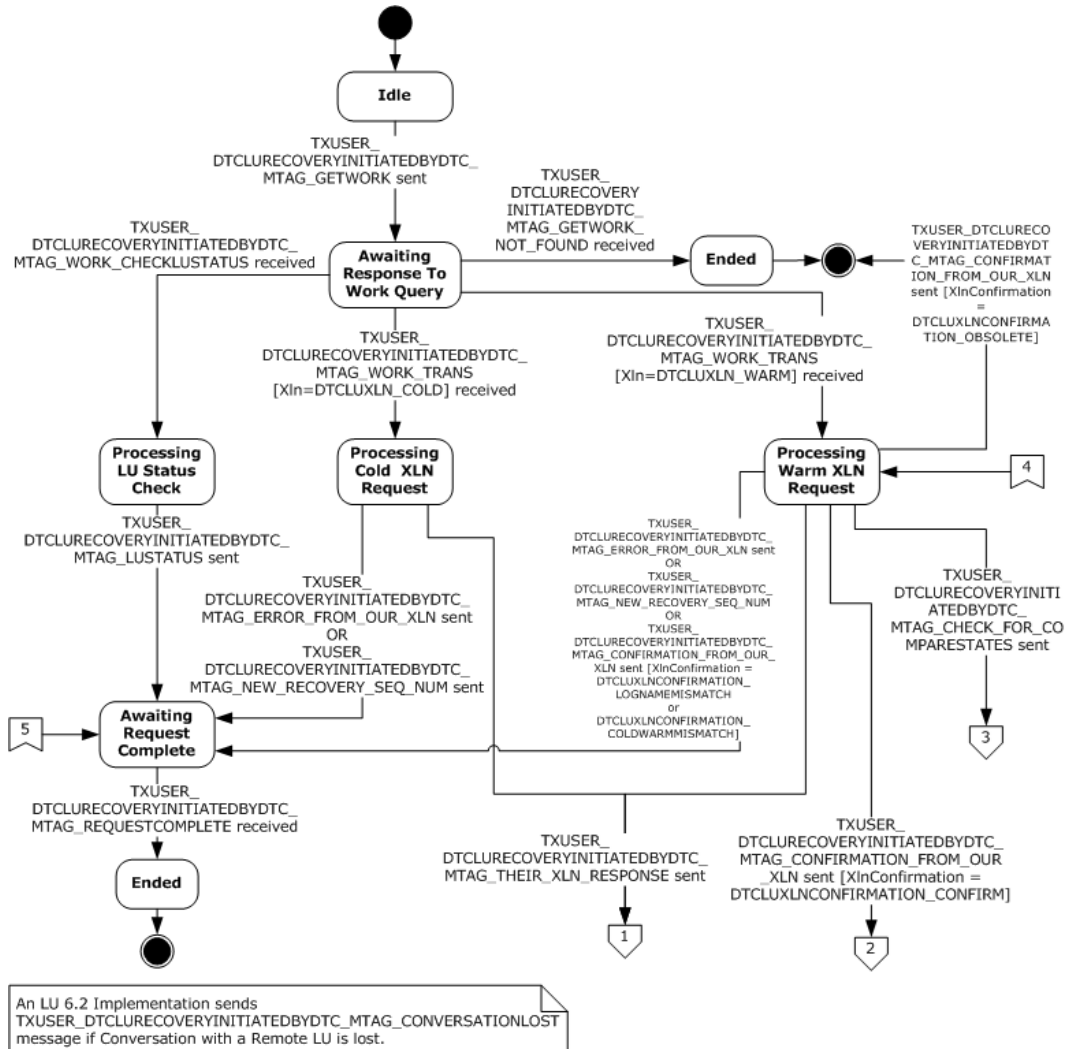 Idle
TXUSER_
DTCLURECOVERYINITIATEDBYDTC_
MTAG_GETWORK sent
TXUSER_
DTCLURECOVERY
INITIATEDBYDTC_
MTAG_GETWORK_
NOT_FOUND received
TXUSER_
DTCLURECOVERYINITIATEDBYDTC_
MTAG_WORK_CHECKLUSTATUS received
Awaiting
Response To
Work Query
Ended
TXUSER_DTCLURECO
VERYINITIATEDBYDT
C_MTAG_CONFIRMAT
ION_FROM_OUR_XLN
sent [XlnConfirmation
=
DTCLUXLNCONFIRMA
TION_OBSOLETE]
TXUSER_
DTCLURECOVERYINITIATEDBYDTC_
MTAG_WORK_TRANS
[Xln=DTCLUXLN_COLD] received
TXUSER_
DTCLURECOVERYINITIATEDBYDTC_
MTAG_WORK_TRANS
[Xln=DTCLUXLN_WARM] received
Processing
LU Status
Check
Processing
Cold XLN
Request
Processing
Warm XLN
Request
4
TXUSER_
DTCLURECOVERYINITIATEDBYDTC_
MTAG_LUSTATUS sent
TXUSER_
DTCLURECOVERYINITIATEDBYDTC_
MTAG_ERROR_FROM_OUR_XLN sent
OR
TXUSER_
DTCLURECOVERYINITIATEDBYDTC_
MTAG_NEW_RECOVERY_SEQ_NUM sent
TXUSER_
DTCLURECOVERYINITIATEDBYDTC_
MTAG_ERROR_FROM_OUR_XLN sent
OR
TXUSER_
DTCLURECOVERYINITIATEDBYDTC_
MTAG_NEW_RECOVERY_SEQ_NUM
OR
TXUSER_
DTCLURECOVERYINITIATEDBYDTC_
MTAG_CONFIRMATION_FROM_OUR_
XLN sent [XlnConfirmation =
DTCLUXLNCONFIRMATION_
LOGNAMEMISMATCH
or
DTCLUXLNCONFIRMATION_
COLDWARMMISMATCH]
TXUSER_
DTCLURECOVERYINITI
ATEDBYDTC_
MTAG_CHECK_FOR_CO
MPARESTATES sent
5
Awaiting
Request
Complete
3
TXUSER_
DTCLURECOVERYINITIATEDBYDTC_
MTAG_REQUESTCOMPLETE received
TXUSER_
DTCLURECOVERYINITIATEDBYDTC_
MTAG_THEIR_XLN_RESPONSE sent
TXUSER_
DTCLURECOVERYINITIATEDBYDTC_
MTAG_CONFIRMATION_FROM_OUR
_XLN sent [XlnConfirmation =
DTCLUXLNCONFIRMATION_CONFIRM]
Ended
1
2
An LU 6.2 Implementation sends
TXUSER_DTCLURECOVERYINITIATEDBYDTC_MTAG_CONVERSATIONLOST
message if Conversation with a Remote LU is lost.